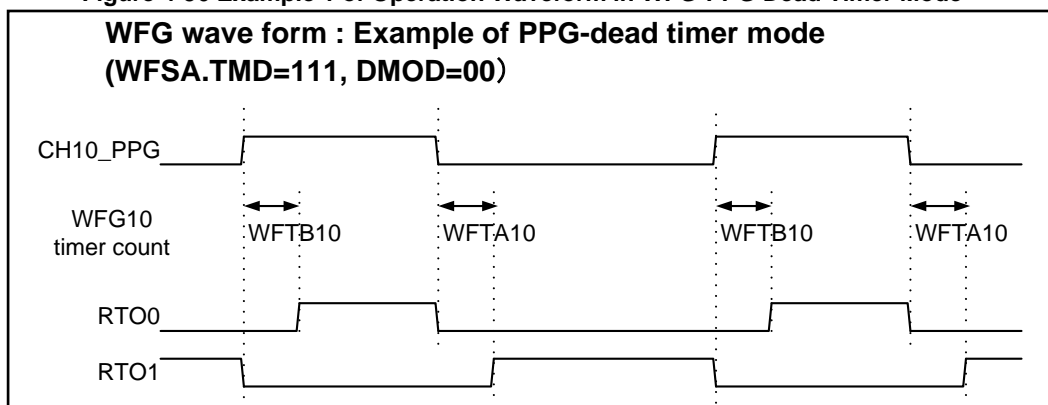 WFG wave form : Example of PPG-dead timer mode
(WFSA.TMD=111, DMOD=00）
CH10_PPG
WFG10
timer count
WFTB10 WFTA10 WFTB10 WFTA10
RTO0
RTO1